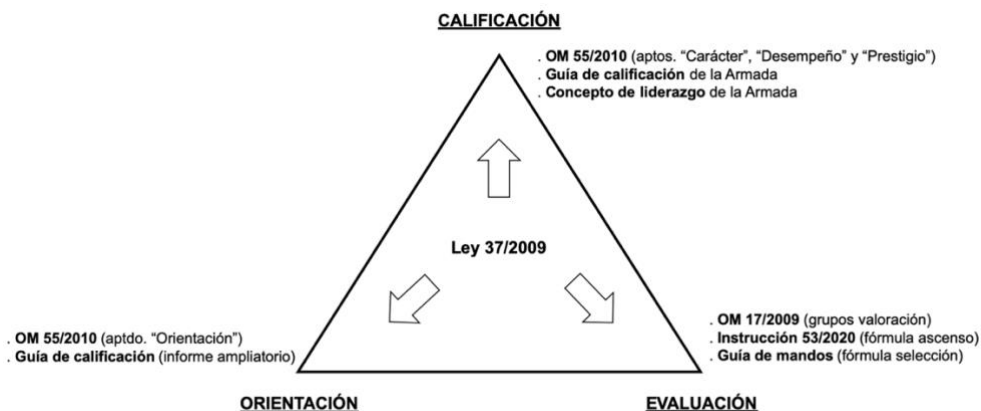 CALIFICACIÓN
. OM 55/2010 (aptos. “Carácter”, “Desempeño” y “Prestigio”)
. Guía de calificación de la Armada
. Concepto de liderazgo de la Armada
Ley 37/2009
. OM 55/2010 (aptdo. “Orientación”)
. Guía de calificación (informe ampliatorio)
ORIENTACIÓN
. OM 17/2009 (grupos valoración)
. Instrucción 53/2020 (fórmula ascenso)
. Guía de mandos (fórmula selección)
EVALUACIÓN